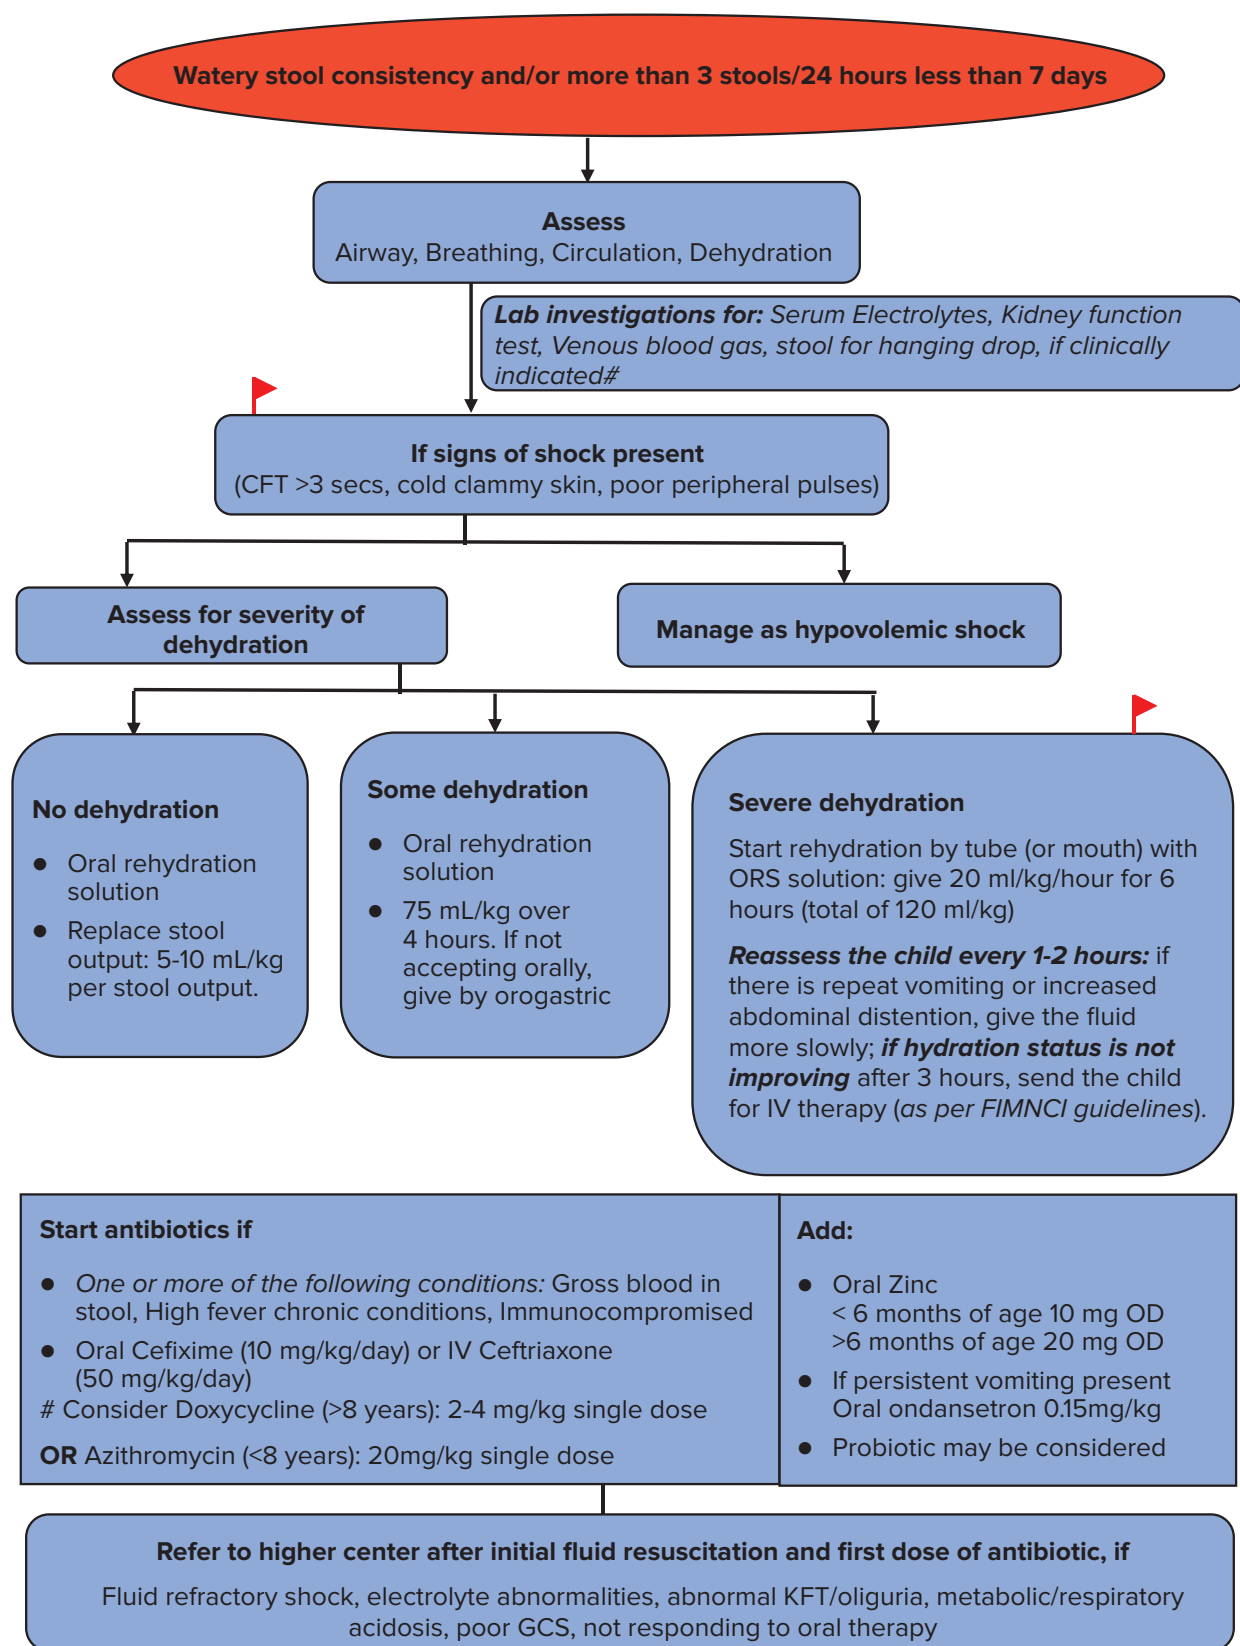 Watery stool consistency and/or more than 3 stools/24 hours less than 7 days
Assess
Airway, Breathing, Circulation, Dehydration
Lab investigations for: Serum Electrolytes, Kidney function
test, Venous blood gas, stool for hanging drop, if clinically
indicated#
If signs of shock present
(CFT >3 secs, cold clammy skin, poor peripheral pulses)
Assess for severity of
dehydration
Manage as hypovolemic shock
No dehydration
● Oral rehydration
solution
● Replace stool
output: 5-10 mL/kg
per stool output.
Some dehydration
● Oral rehydration
solution
● 75 mL/kg over
4 hours. If not
accepting orally,
give by orogastric
Severe dehydration
Start rehydration by tube (or mouth) with
ORS solution: give 20 ml/kg/hour for 6
hours (total of 120 ml/kg)
Reassess the child every 1-2 hours: if
there is repeat vomiting or increased
abdominal distention, give the fluid
more slowly; if hydration status is not
improving after 3 hours, send the child
for IV therapy (as per FIMNCI guidelines).
Start antibiotics if
● One or more of the following conditions: Gross blood in
stool, High fever chronic conditions, Immunocompromised
● Oral Cefixime (10 mg/kg/day) or IV Ceftriaxone
(50 mg/kg/day)
# Consider Doxycycline (>8 years): 2-4 mg/kg single dose
OR Azithromycin (<8 years): 20mg/kg single dose
Add:
● Oral Zinc
< 6 months of age 10 mg OD
>6 months of age 20 mg OD
● If persistent vomiting present
Oral ondansetron 0.15mg/kg
● Probiotic may be considered
Refer to higher center after initial fluid resuscitation and first dose of antibiotic, if
Fluid refractory shock, electrolyte abnormalities, abnormal KFT/oliguria, metabolic/respiratory
acidosis, poor GCS, not responding to oral therapy